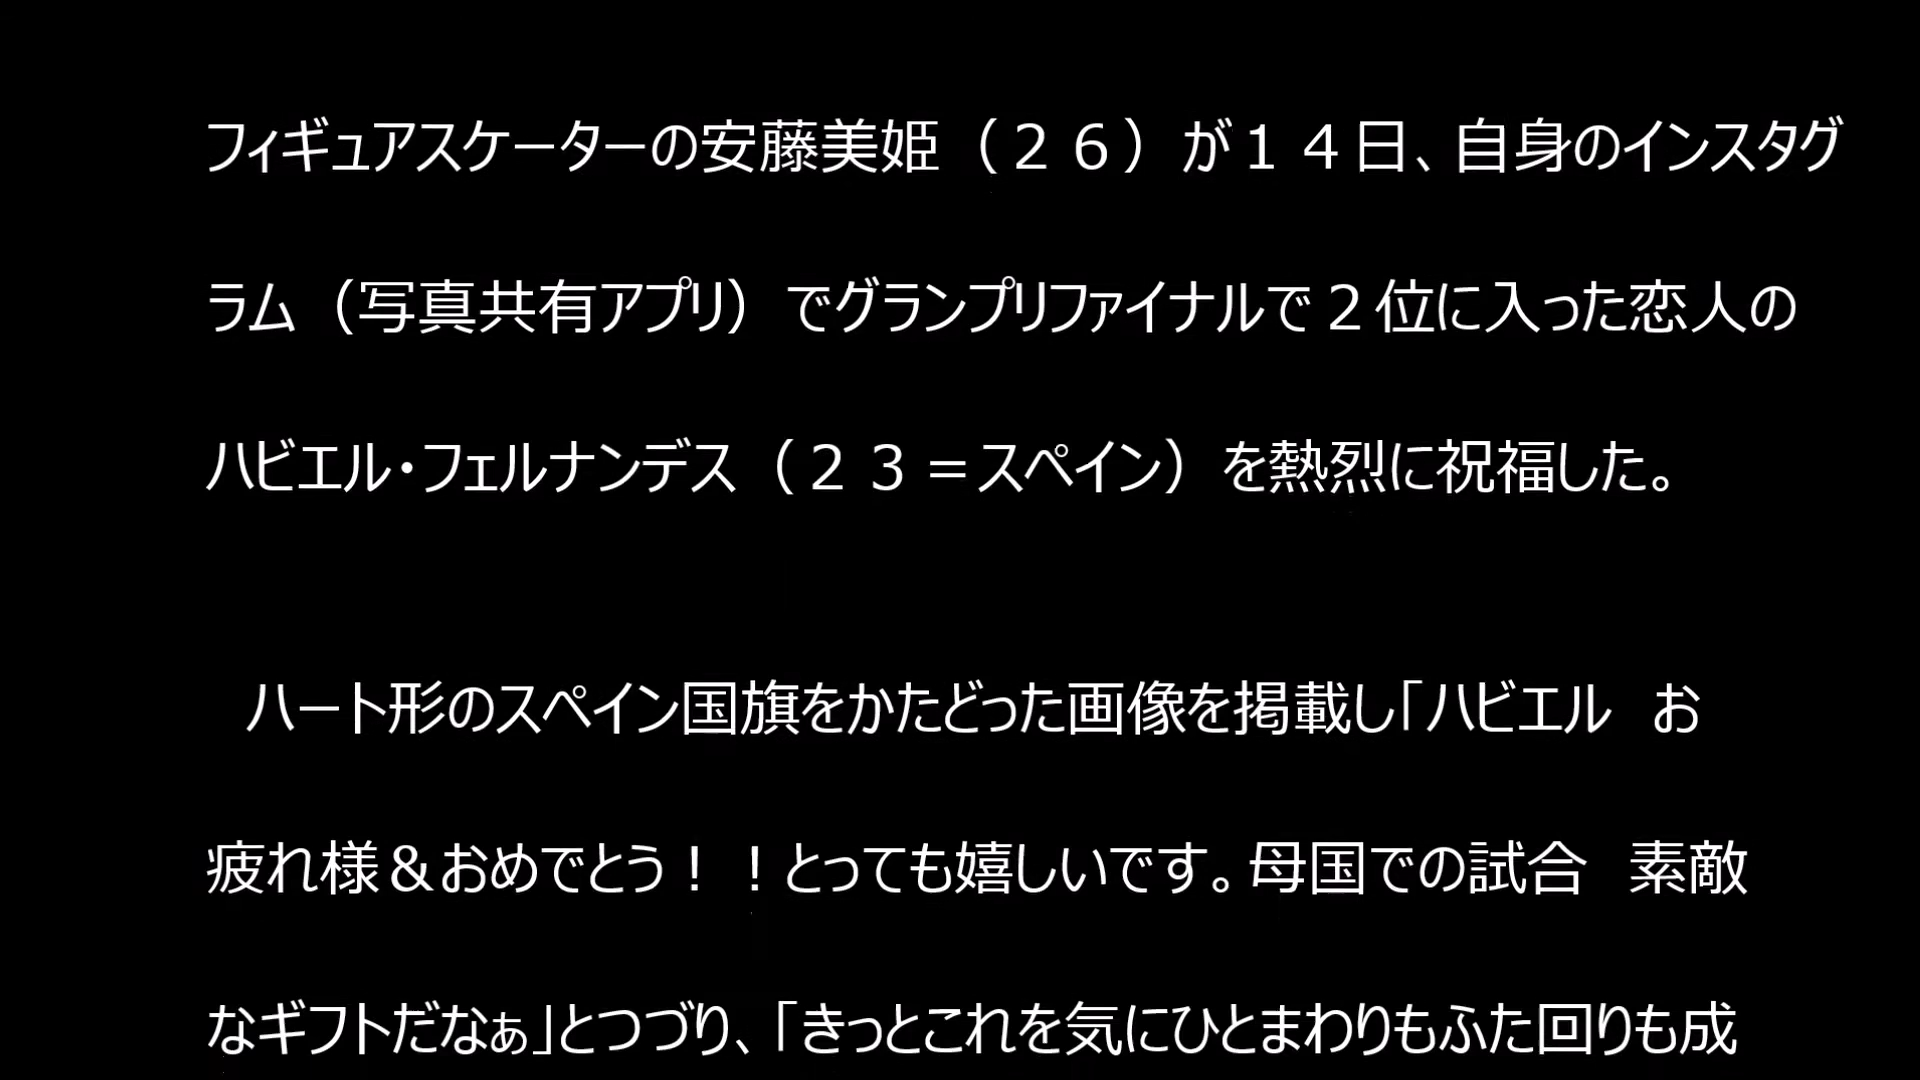 フィギュアスケーターの安藤美姫（２６）が１４日、自身のインスタグ
ラム（写真共有アプリ）でグランプリファイナルで２位に入った恋人の
ハビエル・フェルナンデス（２３＝スペイン）を熱烈に祝福した。
ハート形のスペイン国旗をかたどった画像を掲載し「ハビエル　お
疲れ様＆おめでとう！！とっても嬉しいです。母国での試合　素敵
なギフトだなぁ」とつづり、「きっとこれを気にひとまわりもふた回りも成